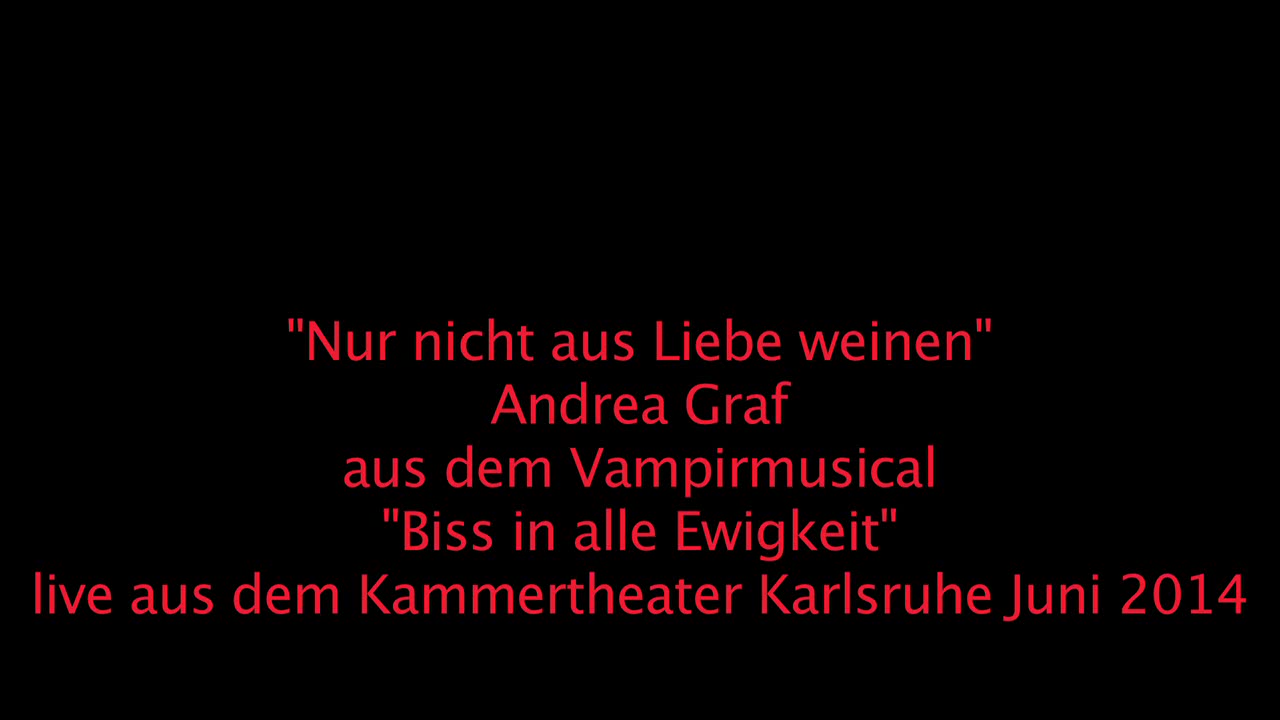 "Nur nicht aus Liebe weinen"
Andrea Graf
aus dem Vampirmusical
"Biss in alle Ewigkeit"
live aus dem Kammertheater Karlsruhe Juni 2014